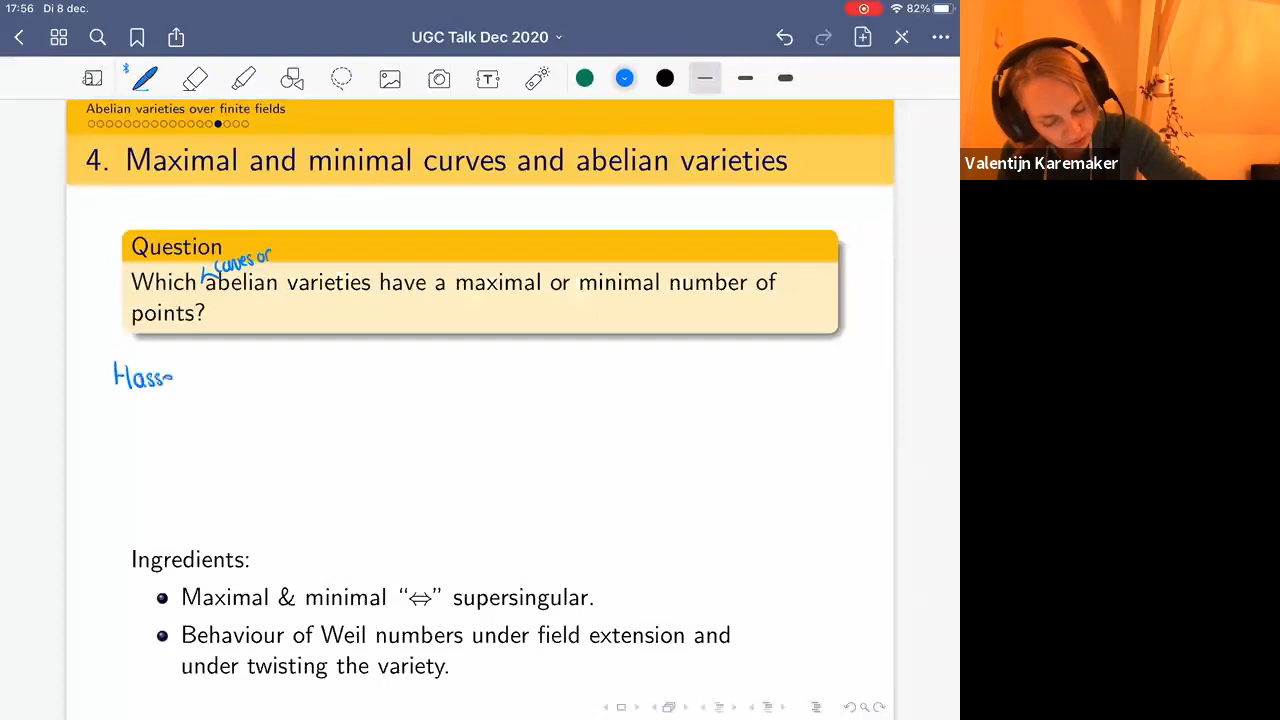 17:56 Di 8 dec.
82%
UGC Talk Dec 2020
Abelian varieties over finite fields
4. Maximal and minimal curves and abelian varieties
Question
curves or
Which abelian varieties have a maximal or minimal number of
points?
Hasse
Ingredients:
Maximal & minimal “⇔” supersingular.
Behaviour of Weil numbers under field extension and
under twisting the variety.
Valentijn Karemaker